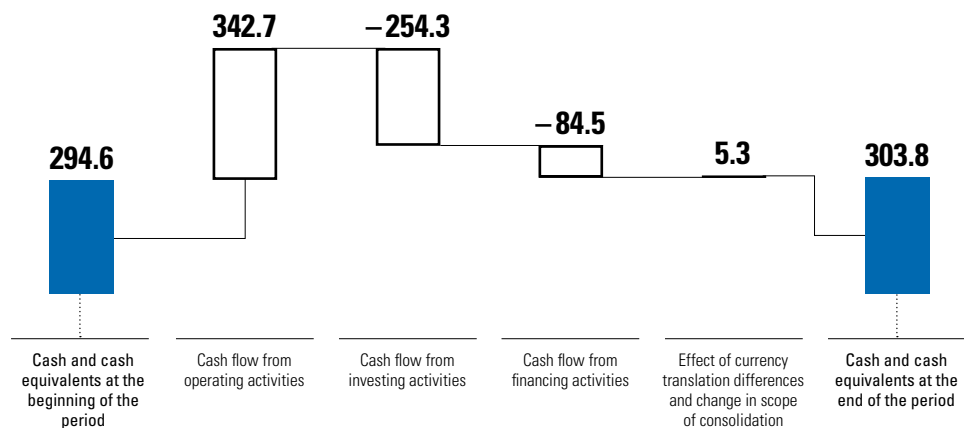 342.7
–254.3
–84.5
294.6
5.3
303.8
Cash and cash
equivalents at the
beginning of the
period
Cash flow from
operating activities
Cash flow from
investing activities
Cash flow from
financing activities
Effect of currency
translation differences
and change in scope
of consolidation
Cash and cash
equivalents at the
end of the period